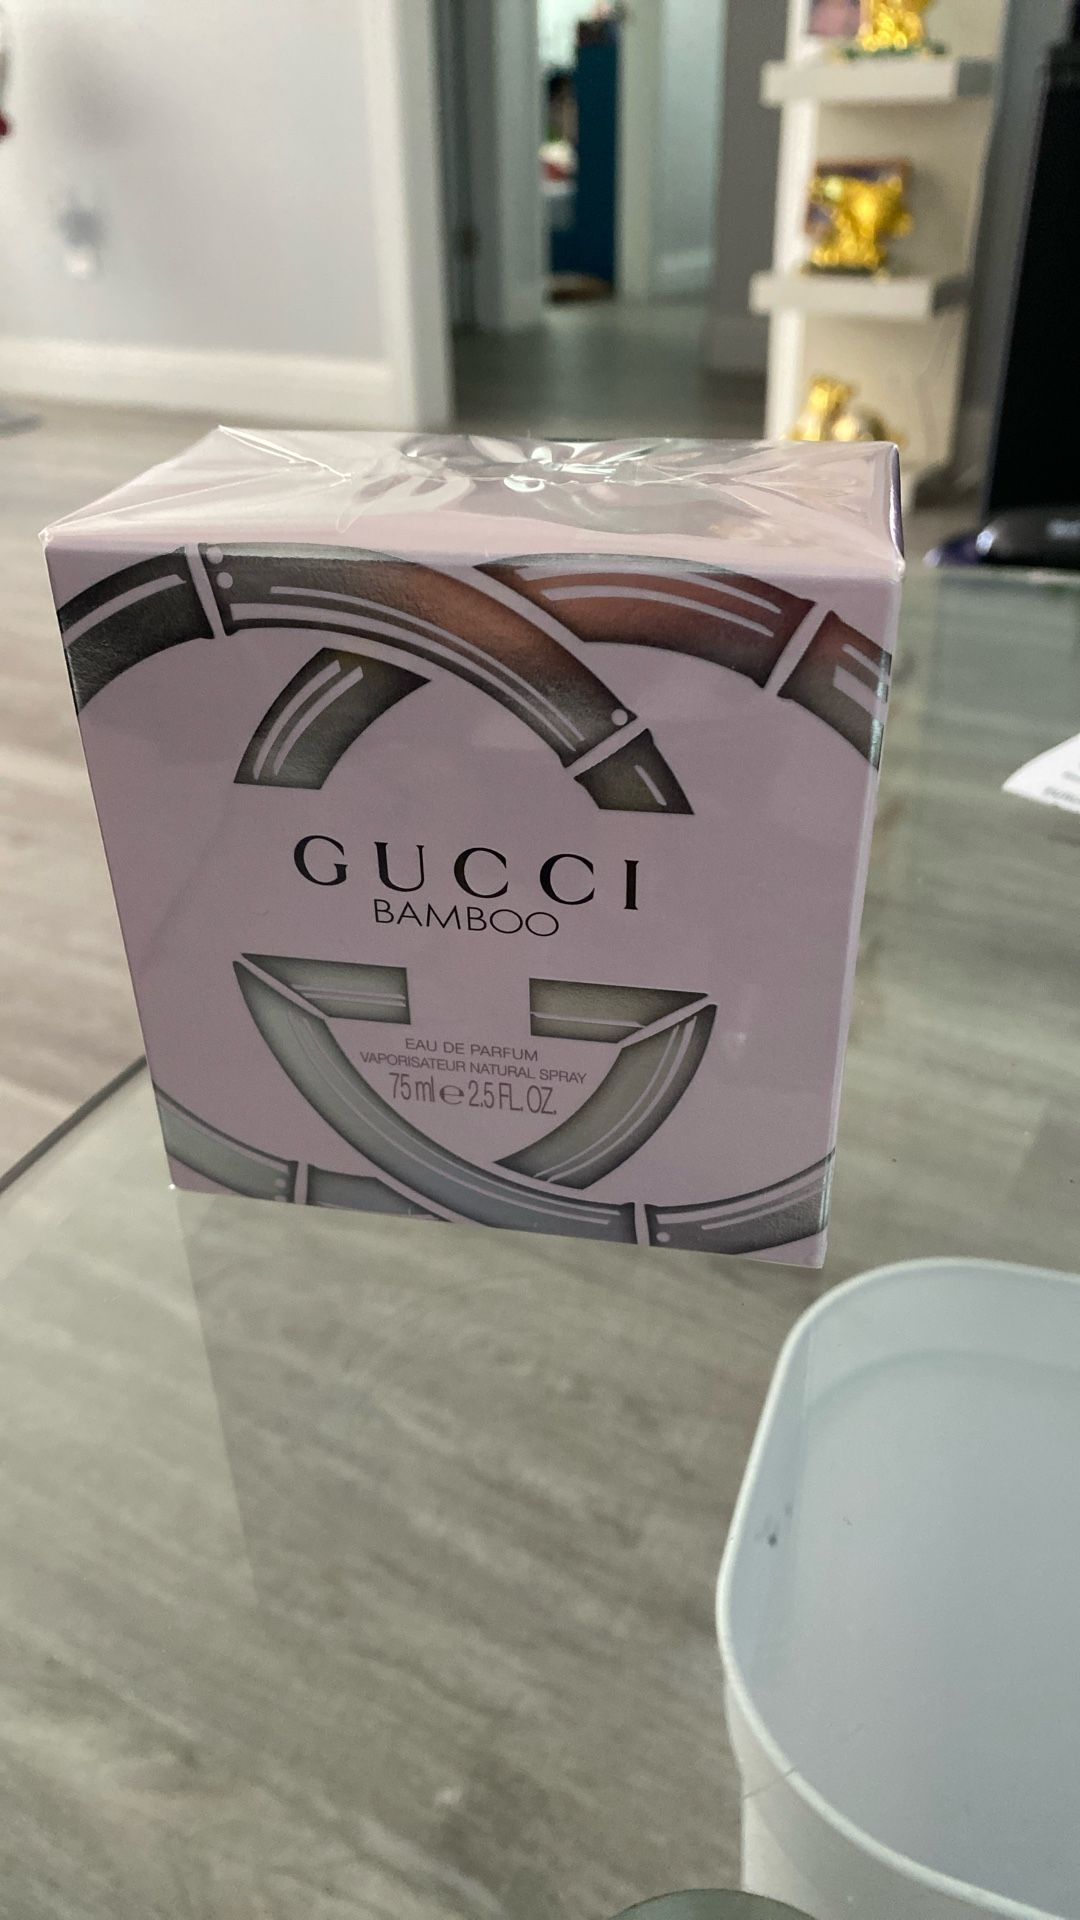 GUCCI
BAMBOO
EAU DE PARFUM
VAPORISATEUR NATURAL SPRAY
75 ml e 2.5 FL. OZ.